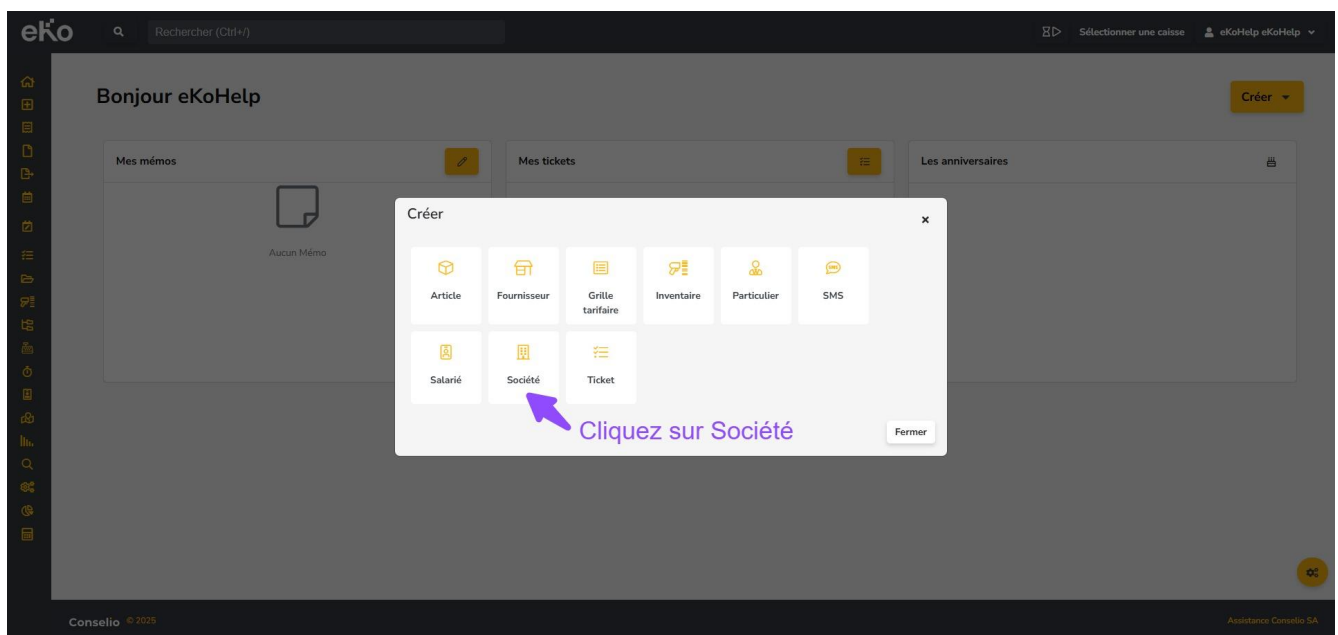 eko
Rechercher (Ctrl+/)
Sélectionner une caisse
eKoHelp eKoHelp
Bonjour eKoHelp
Créer
Mes mémos
Mes tickets
Les anniversaires
Aucun Mémo
Créer
×
Article
Fournisseur
Grille
tarifaire
Inventaire
Particulier
SMS
Salarié
Société
Ticket
Cliquez sur Société
Fermer
Conselio © 2025
Assistance Conselio SA